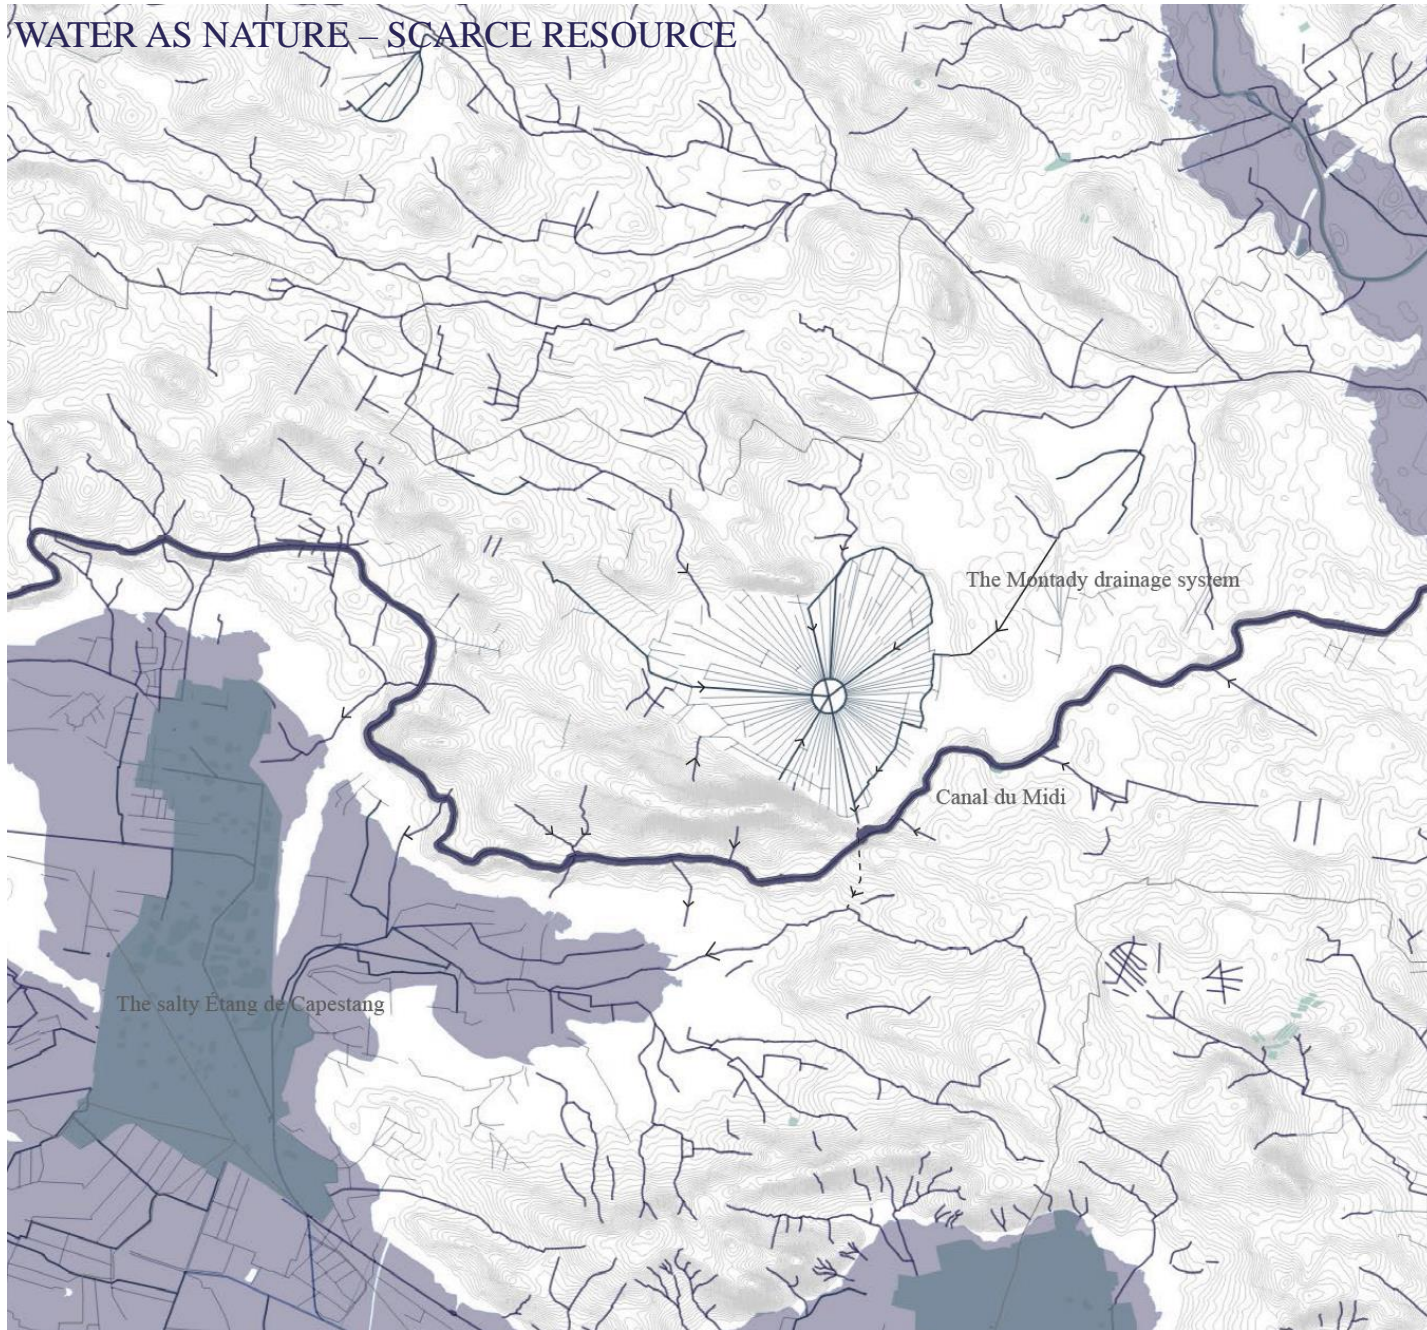 WATER AS NATURE – SCARCE RESOURCE
The Montady drainage system
Canal du Midi
The salty Étang de Capestang